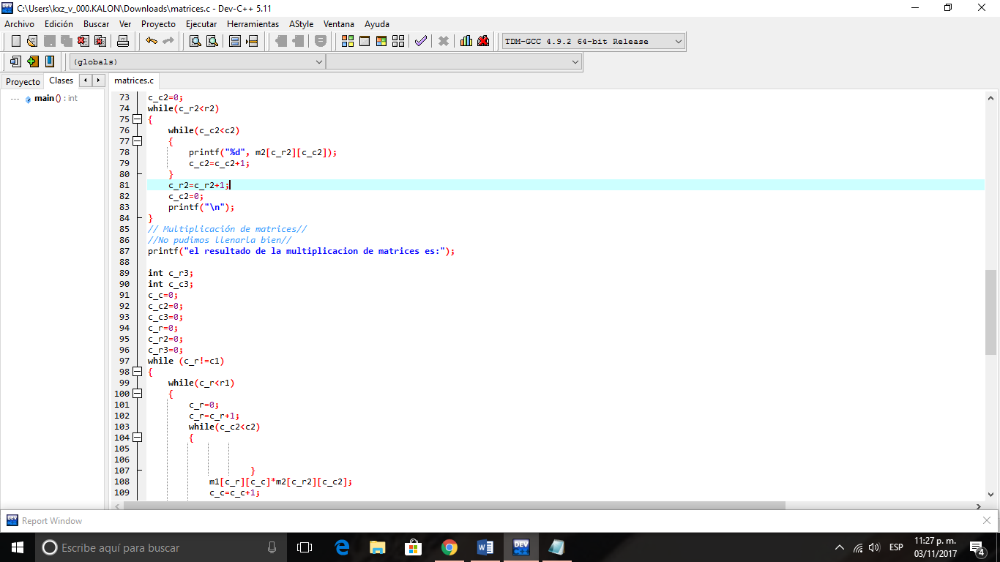 C:\Users\kxz_v_000.KALON\Downloads\matrices.c - Dev-C++ 5.11
Archivo Edición Buscar Ver Proyecto Ejecutar Herramientas AStyle Ventana Ayuda
TDM-GCC 4.9.2 64-bit Release
(globals)
Proyecto Clases matrices.c
main () : int
73 c_c2=0;
74 while(c_r2<r2)
75 {
76 while(c_c2<c2)
77 {
78 printf("%d", m2[c_r2][c_c2]);
79 c_c2=c_c2+1;
80 }
81 c_r2=c_r2+1;
82 c_c2=0;
83 printf("\n");
84 }
85 // Multiplicación de matrices//
86 //No pudimos llenarla bien//
87 printf("el resultado de la multiplicacion de matrices es:");
88
89 int c_r3;
90 int c_c3;
91 c_c=0;
92 c_c2=0;
93 c_c3=0;
94 c_r=0;
95 c_r2=0;
96 c_r3=0;
97 while (c_r!=c1)
98 {
99 while(c_r<r1)
100 {
101 c_r=0;
102 c_r=c_r+1;
103 while(c_c2<c2)
104 {
105
106
107 }
108 m1[c_r][c_c]*m2[c_r2][c_c2];
109 c_c=c_c+1;
Report Window
Escribe aquí para buscar
ESP
11:27 p. m.
03/11/2017
4